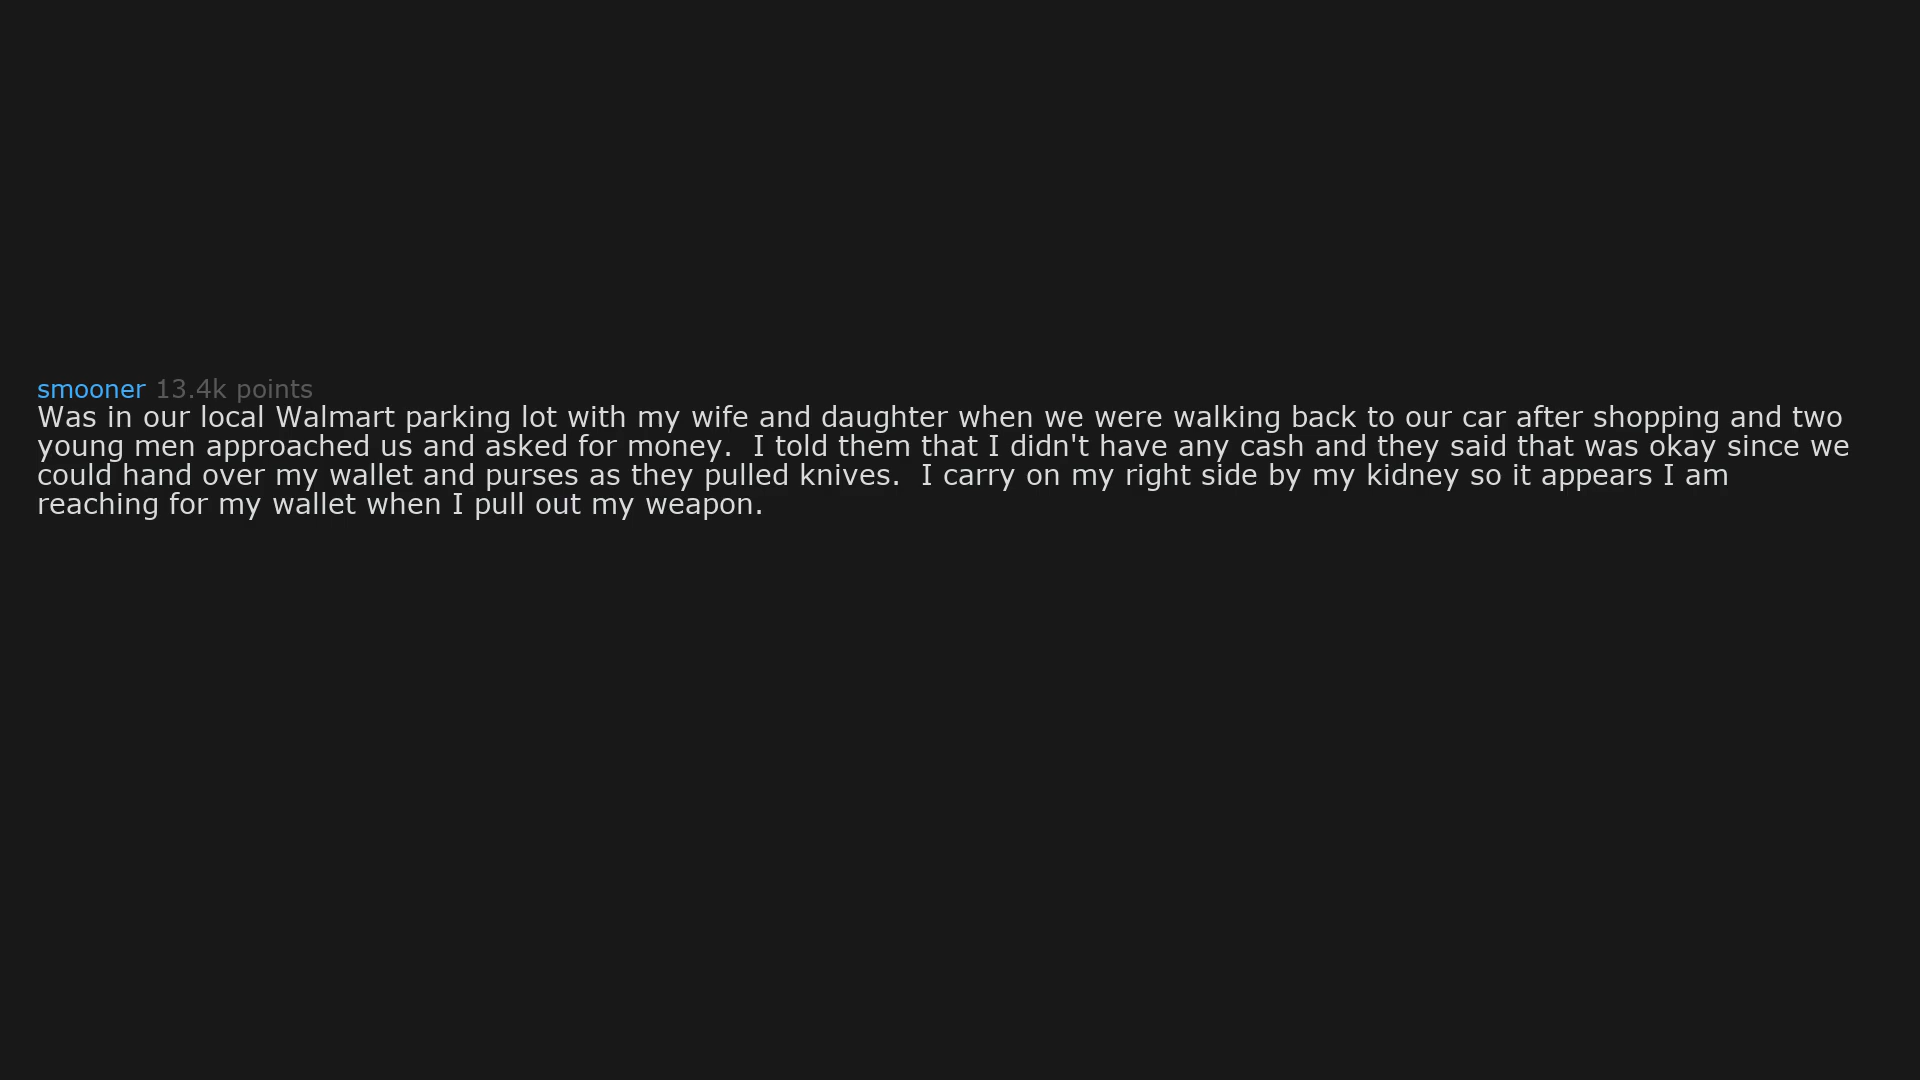 smooner 13.4k points
Was in our local Walmart parking lot with my wife and daughter when we were walking back to our car after shopping and two
young men approached us and asked for money.  I told them that I didn't have any cash and they said that was okay since we
could hand over my wallet and purses as they pulled knives.  I carry on my right side by my kidney so it appears I am
reaching for my wallet when I pull out my weapon.